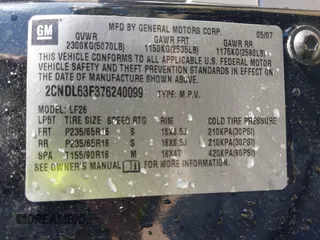 GM
MFD BY GENERAL MOTORS CORP. 05/07
GVWR GAWR FRT GAWR RR
2300KG(5070LB) 1150KG(2535LB) 1175KG(2590LB)
THIS VEHICLE CONFORMS TO ALL APPLICABLE U.S. FEDERAL
MOTOR VEHICLE SAFETY STANDARDS IN EFFECT ON THE DATE
OF MANUFACTURE SHOWN ABOVE.
2CNDL63F376240099 TYPE: M.P.V.
MODEL: LF26
LPBT TIRE SIZE SPEED RTG RIM COLD TIRE PRESSURE
FRT P235/65R16 S 16X6.5J 210KPA(30PSI)
RR P235/65R16 S 16X6.5J 210KPA(30PSI)
SPA T155/90R16 M 16X4T 420KPA(60PSI)
SEE OWNER'S MANUAL FOR MORE INFORMATION.